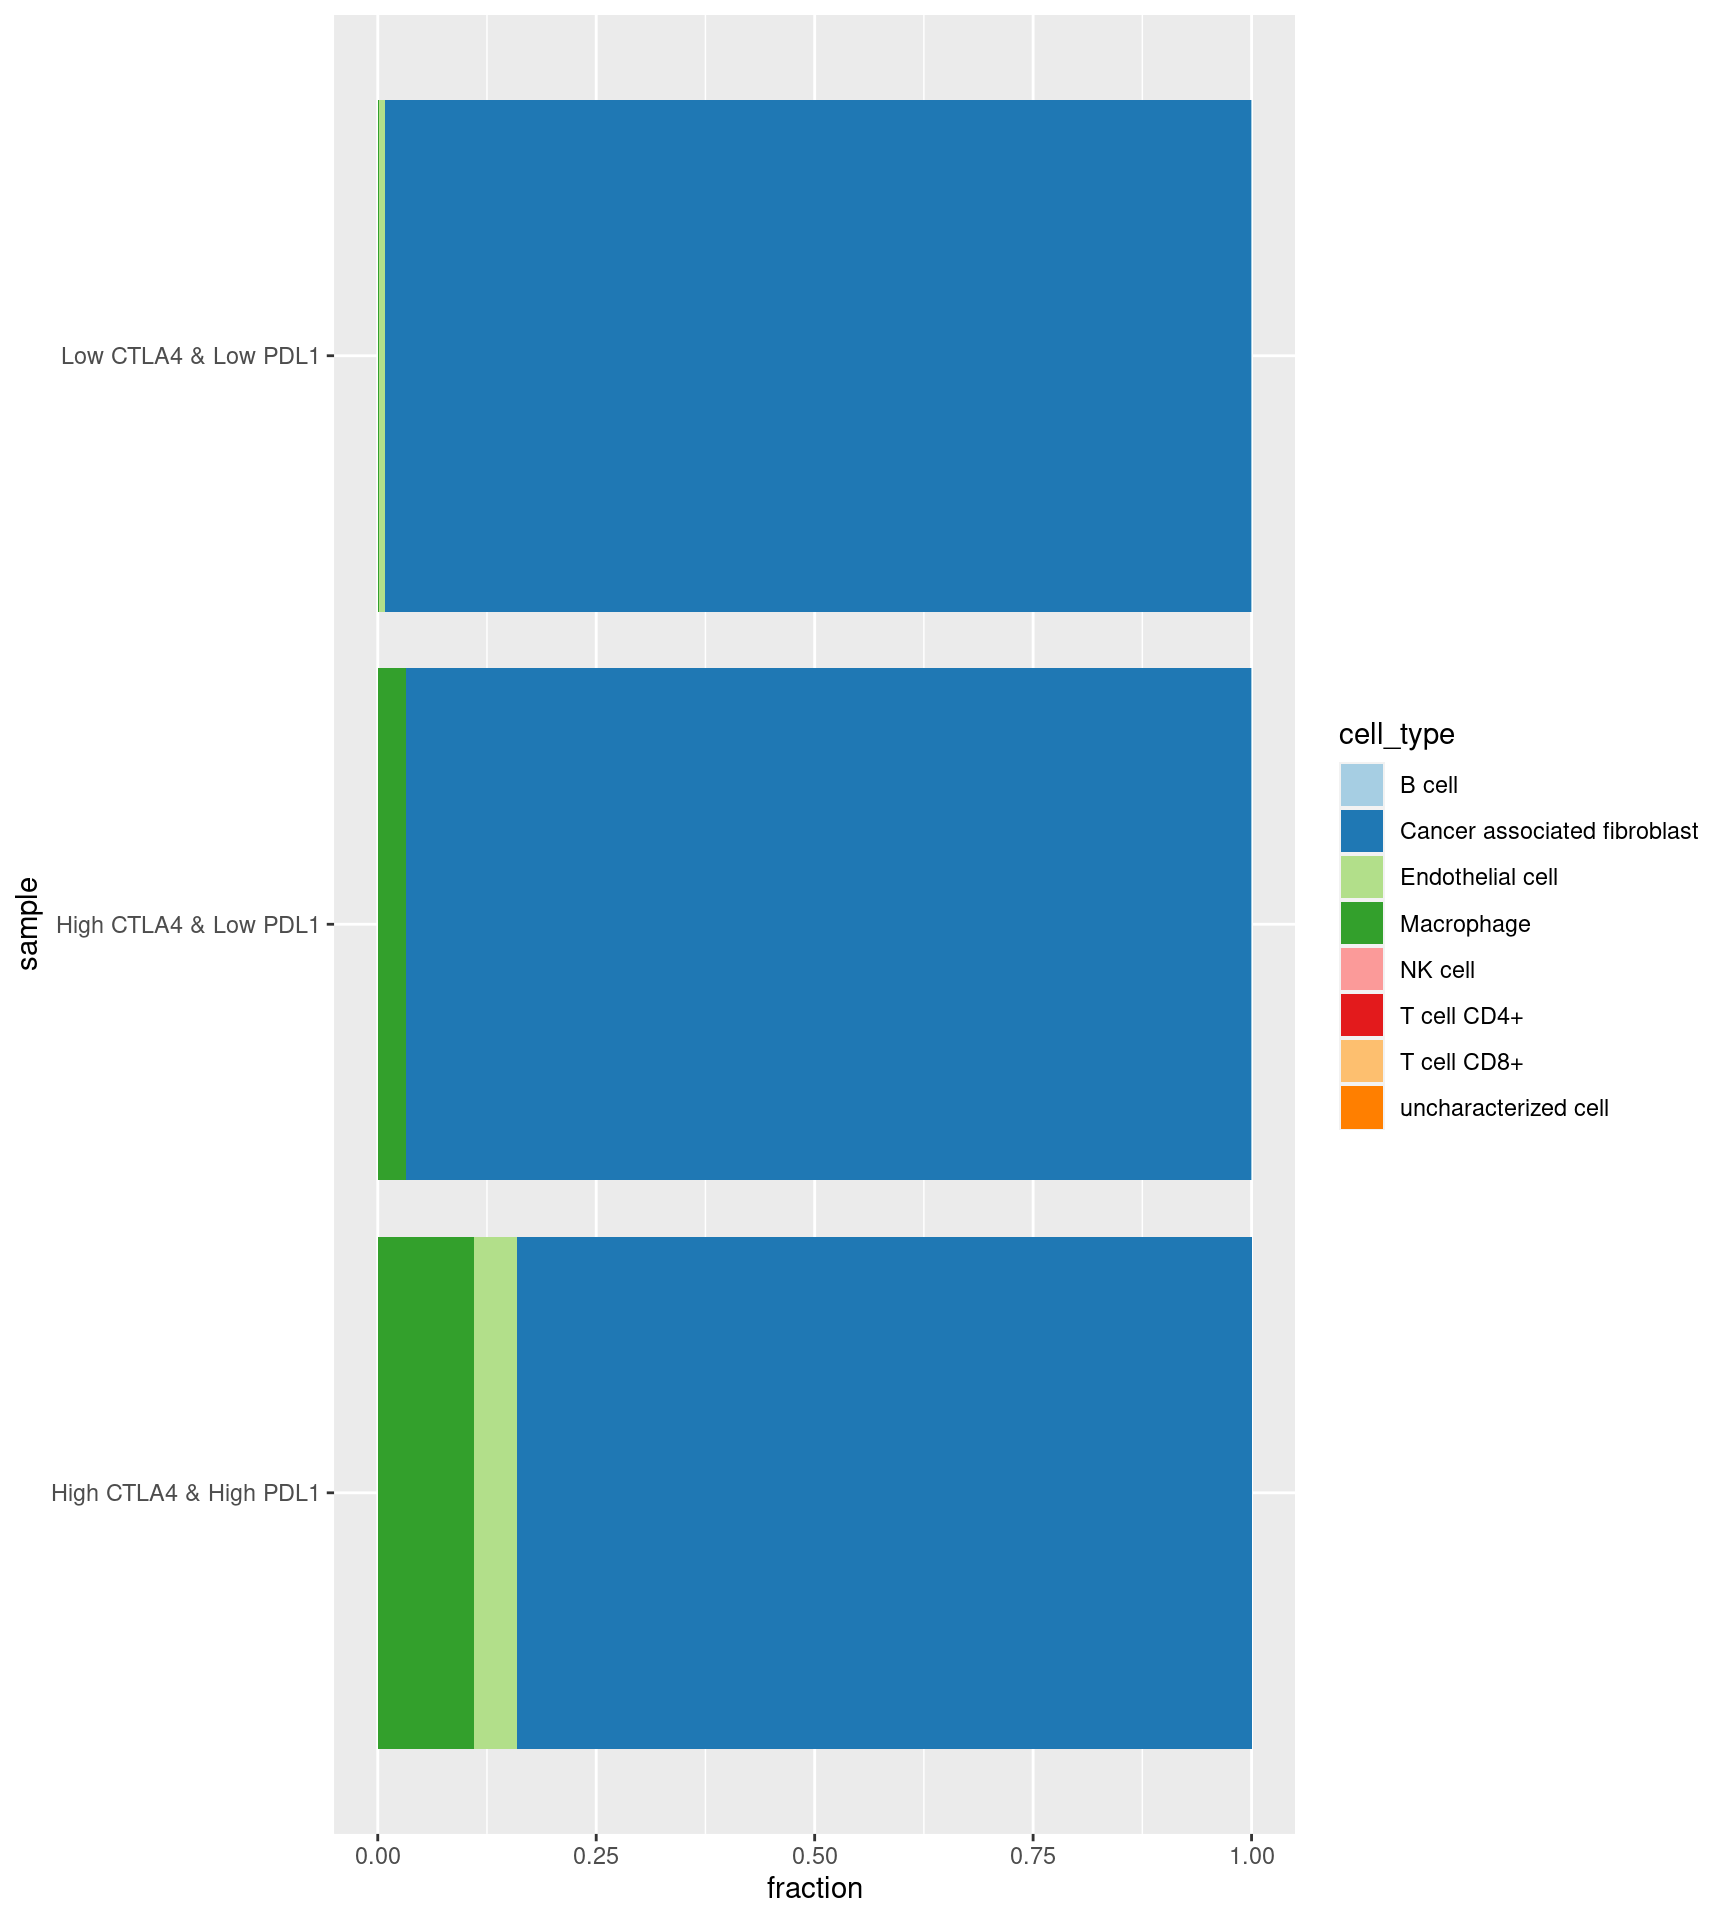 Low CTLA4 & Low PDL1
High CTLA4 & Low PDL1
High CTLA4 & High PDL1
sample
0.00
0.25
0.50
0.75
1.00
fraction
cell_type
B cell
Cancer associated fibroblast
Endothelial cell
Macrophage
NK cell
T cell CD4+
T cell CD8+
uncharacterized cell